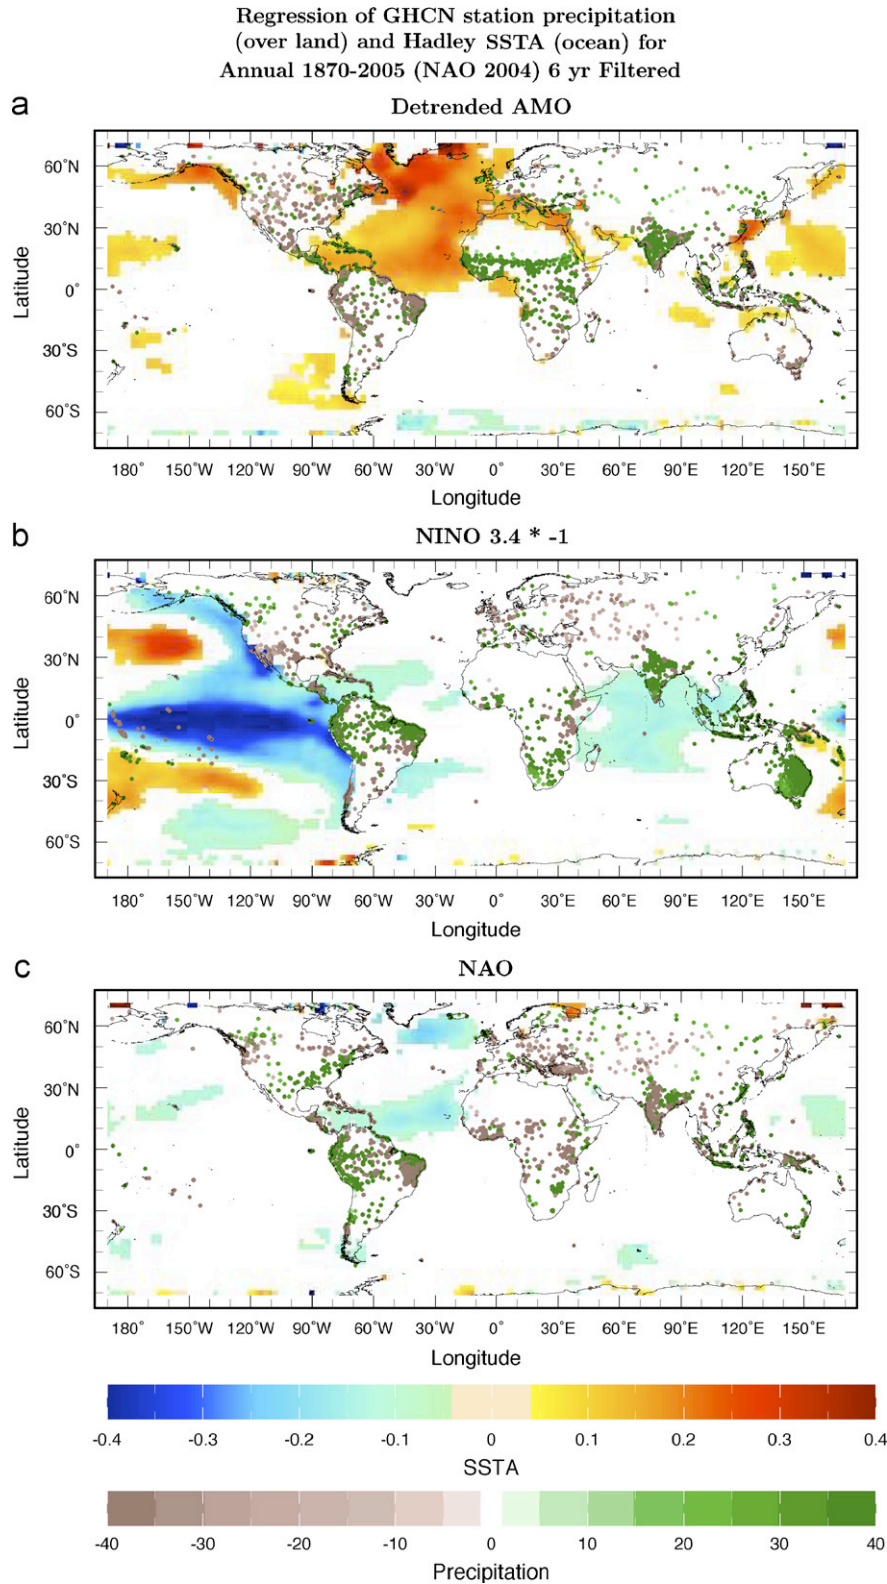 Regression of GHCN station precipitation
(over land) and Hadley SSTA (ocean) for
Annual 1870-2005 (NAO 2004) 6 yr Filtered
a
Detrended AMO
60°N
30°N
0°
30°S
60°S
Latitude
180° 150°W 120°W 90°W 60°W 30°W 0° 30°E 60°E 90°E 120°E 150°E
Longitude
b
NINO 3.4 * -1
60°N
30°N
0°
30°S
60°S
Latitude
180° 150°W 120°W 90°W 60°W 30°W 0° 30°E 60°E 90°E 120°E 150°E
Longitude
c
NAO
60°N
30°N
0°
30°S
60°S
Latitude
180° 150°W 120°W 90°W 60°W 30°W 0° 30°E 60°E 90°E 120°E 150°E
Longitude
-0.4 -0.3 -0.2 -0.1 0 0.1 0.2 0.3 0.4
SSTA
-40 -30 -20 -10 0 10 20 30 40
Precipitation